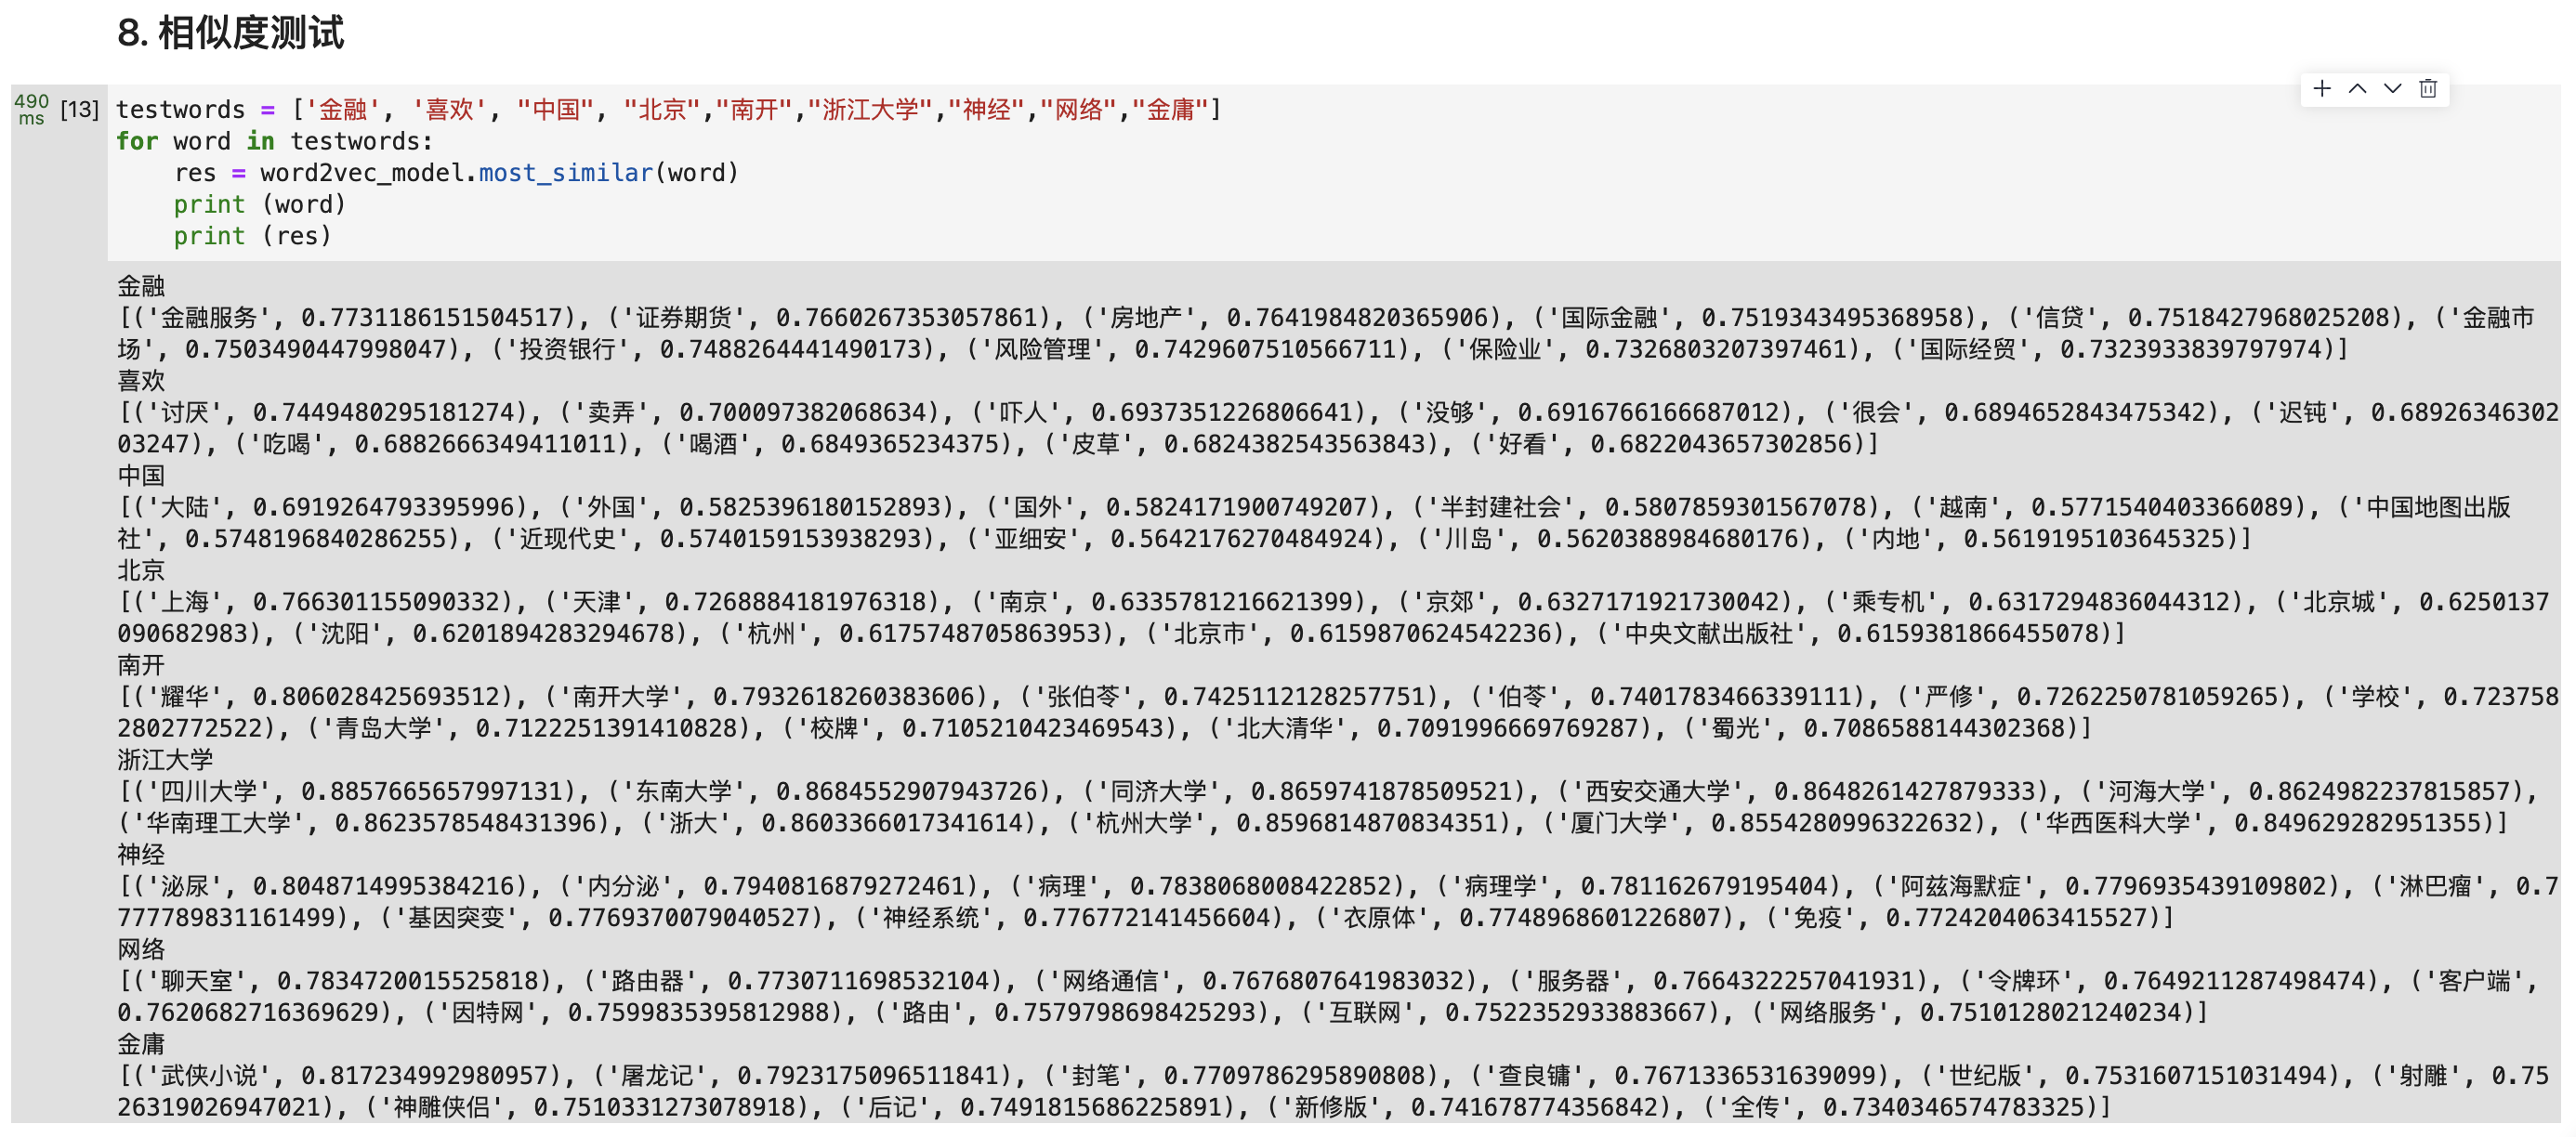 8. 相似度测试
490
ms
[13]
testwords = ['金融', '喜欢', "中国", "北京","南开","浙江大学","神经","网络","金庸"]
for word in testwords:
    res = word2vec_model.most_similar(word)
    print (word)
    print (res)
金融
[('金融服务', 0.7731186151504517), ('证券期货', 0.7660267353057861), ('房地产', 0.7641984820365906), ('国际金融', 0.7519343495368958), ('信贷', 0.7518427968025208), ('金融市
场', 0.7503490447998047), ('投资银行', 0.7488264441490173), ('风险管理', 0.7429607510566711), ('保险业', 0.7326803207397461), ('国际经贸', 0.7323933839797974)]
喜欢
[('讨厌', 0.7449480295181274), ('卖弄', 0.700097382068634), ('吓人', 0.6937351226806641), ('没够', 0.6916766166687012), ('很会', 0.6894652843475342), ('迟钝', 0.68926346302
03247), ('吃喝', 0.6882666349411011), ('喝酒', 0.6849365234375), ('皮草', 0.6824382543563843), ('好看', 0.6822043657302856)]
中国
[('大陆', 0.6919264793395996), ('外国', 0.5825396180152893), ('国外', 0.5824171900749207), ('半封建社会', 0.5807859301567078), ('越南', 0.5771540403366089), ('中国地图出版
社', 0.5748196840286255), ('近现代史', 0.5740159153938293), ('亚细安', 0.5642176270484924), ('川岛', 0.5620388984680176), ('内地', 0.5619195103645325)]
北京
[('上海', 0.766301155090332), ('天津', 0.7268884181976318), ('南京', 0.6335781216621399), ('京郊', 0.6327171921730042), ('乘专机', 0.6317294836044312), ('北京城', 0.6250137
090682983), ('沈阳', 0.6201894283294678), ('杭州', 0.6175748705863953), ('北京市', 0.6159870624542236), ('中央文献出版社', 0.6159381866455078)]
南开
[('耀华', 0.806028425693512), ('南开大学', 0.7932618260383606), ('张伯苓', 0.7425112128257751), ('伯苓', 0.7401783466339111), ('严修', 0.7262250781059265), ('学校', 0.723758
2802772522), ('青岛大学', 0.7122251391410828), ('校牌', 0.7105210423469543), ('北大清华', 0.7091996669769287), ('蜀光', 0.7086588144302368)]
浙江大学
[('四川大学', 0.8857665657997131), ('东南大学', 0.8684552907943726), ('同济大学', 0.8659741878509521), ('西安交通大学', 0.8648261427879333), ('河海大学', 0.8624982237815857),
('华南理工大学', 0.8623578548431396), ('浙大', 0.8603366017341614), ('杭州大学', 0.8596814870834351), ('厦门大学', 0.8554280996322632), ('华西医科大学', 0.849629282951355)]
神经
[('泌尿', 0.8048714995384216), ('内分泌', 0.7940816879272461), ('病理', 0.7838068008422852), ('病理学', 0.781162679195404), ('阿兹海默症', 0.7796935439109802), ('淋巴瘤', 0.7
777789831161499), ('基因突变', 0.7769370079040527), ('神经系统', 0.776772141456604), ('衣原体', 0.7748968601226807), ('免疫', 0.7724204063415527)]
网络
[('聊天室', 0.7834720015525818), ('路由器', 0.7730711698532104), ('网络通信', 0.7676807641983032), ('服务器', 0.7664322257041931), ('令牌环', 0.7649211287498474), ('客户端',
0.7620682716369629), ('因特网', 0.7599835395812988), ('路由', 0.7579798698425293), ('互联网', 0.7522352933883667), ('网络服务', 0.7510128021240234)]
金庸
[('武侠小说', 0.817234992980957), ('屠龙记', 0.7923175096511841), ('封笔', 0.7709786295890808), ('查良镛', 0.7671336531639099), ('世纪版', 0.7531607151031494), ('射雕', 0.75
26319026947021), ('神雕侠侣', 0.7510331273078918), ('后记', 0.7491815686225891), ('新修版', 0.741678774356842), ('全传', 0.7340346574783325)]